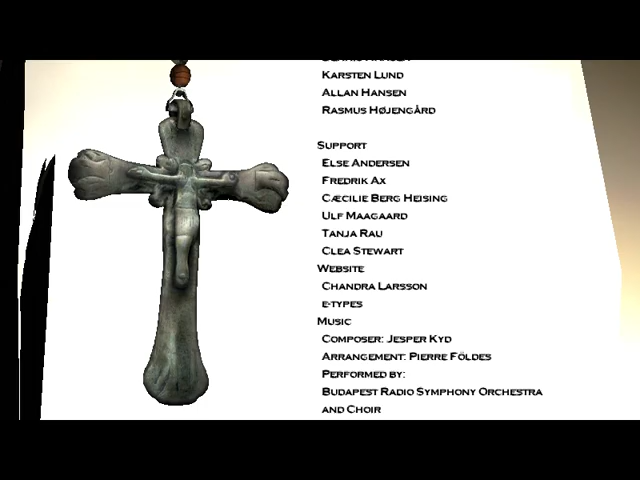 Karsten Lund
Allan Hansen
Rasmus Højengård
Support
Else Andersen
Fredrik Ax
Cæcilie Berg Heising
Ulf Maagaard
Tanja Rau
Clea Stewart
Website
Chandra Larsson
e-Types
Music
Composer: Jesper Kyd
Arrangement: Pierre Földes
Performed by:
Budapest Radio Symphony Orchestra
and Choir